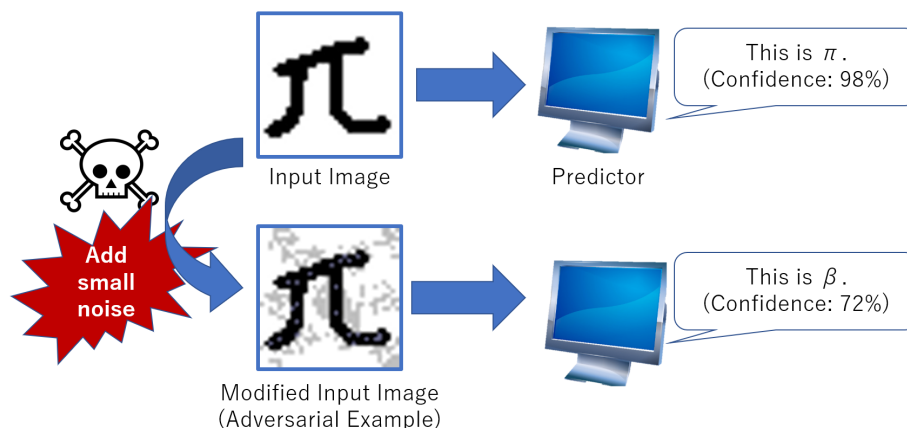 This is π.
(Confidence: 98%)
π
Input Image
Predictor
Add
small
noise
This is β.
(Confidence: 72%)
π
Modified Input Image
(Adversarial Example)